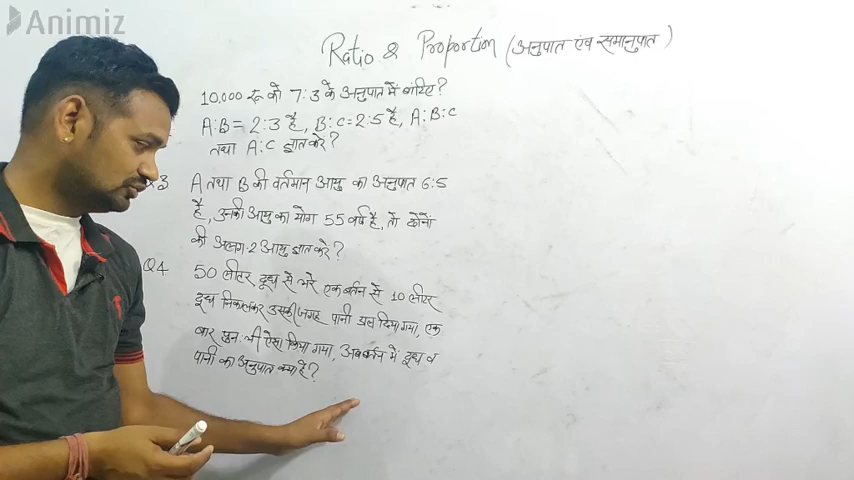 Animiz
Ratio & Proportion (अनुपात एंव समानुपात)
10,000 रू को 7:3 के अनुपात में बांटिए?
A:B = 2:3 है, B:C = 2:5 है, A:B:C
तथा A:C ज्ञात करे?
3 A तथा B की वर्तमान आयु का अनुपात 6:5
है, उनकी आयु का योग 55 वर्ष है, तो दोनों
की अलग-2 आयु ज्ञात करे?
Q4 50 लीटर दूध से भरे एक बर्तन से 10 लीटर
दूध निकालकर उसकी जगह पानी डाल दिया गया, एक
बार पुन: भी ऐसा किया गया, अब बर्तन में दूध व
पानी का अनुपात क्या है?